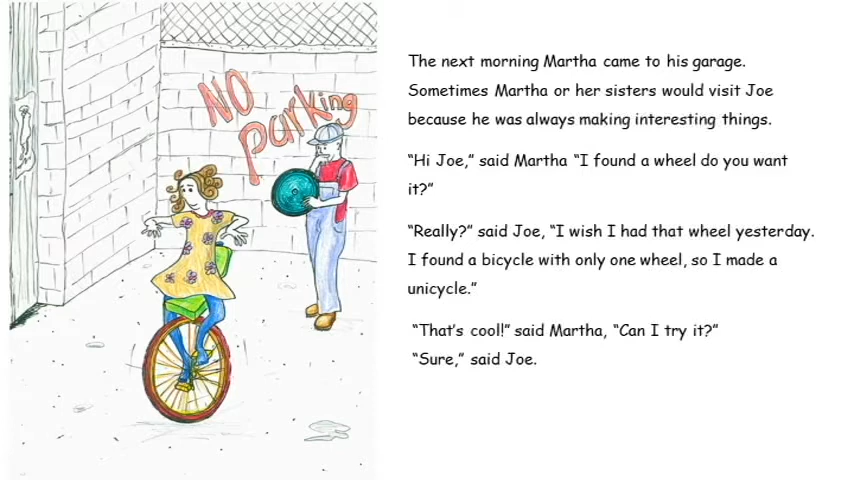 NO
parking
The next morning Martha came to his garage.
Sometimes Martha or her sisters would visit Joe
because he was always making interesting things.
“Hi Joe,” said Martha “I found a wheel do you want
it?”
“Really?” said Joe, “I wish I had that wheel yesterday.
I found a bicycle with only one wheel, so I made a
unicycle.”
“That’s cool!” said Martha, “Can I try it?”
“Sure,” said Joe.